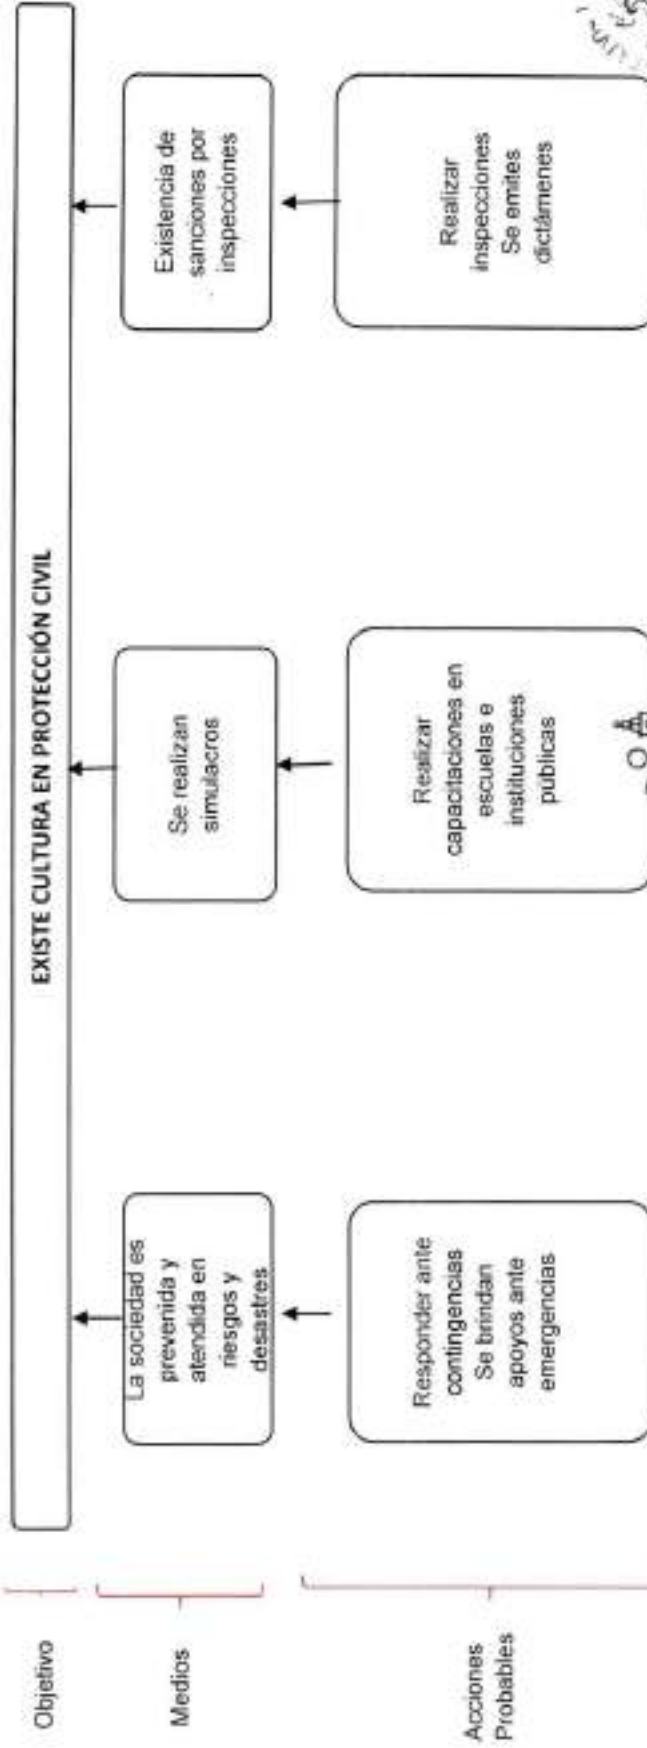 Objetivo
EXISTE CULTURA EN PROTECCIÓN CIVIL
Medios
La sociedad es
prevenida y
atendida en
riesgos y
desastres
Se realizan
simulacros
Existencia de
sanciones por
inspecciones
Acciones
Probables
Responder ante
contingencias
Se brindan
apoyos ante
emergencias
Realizar
capacitaciones en
escuelas e
instituciones
públicas
Realizar
inspecciones
Se emites
dictámenes